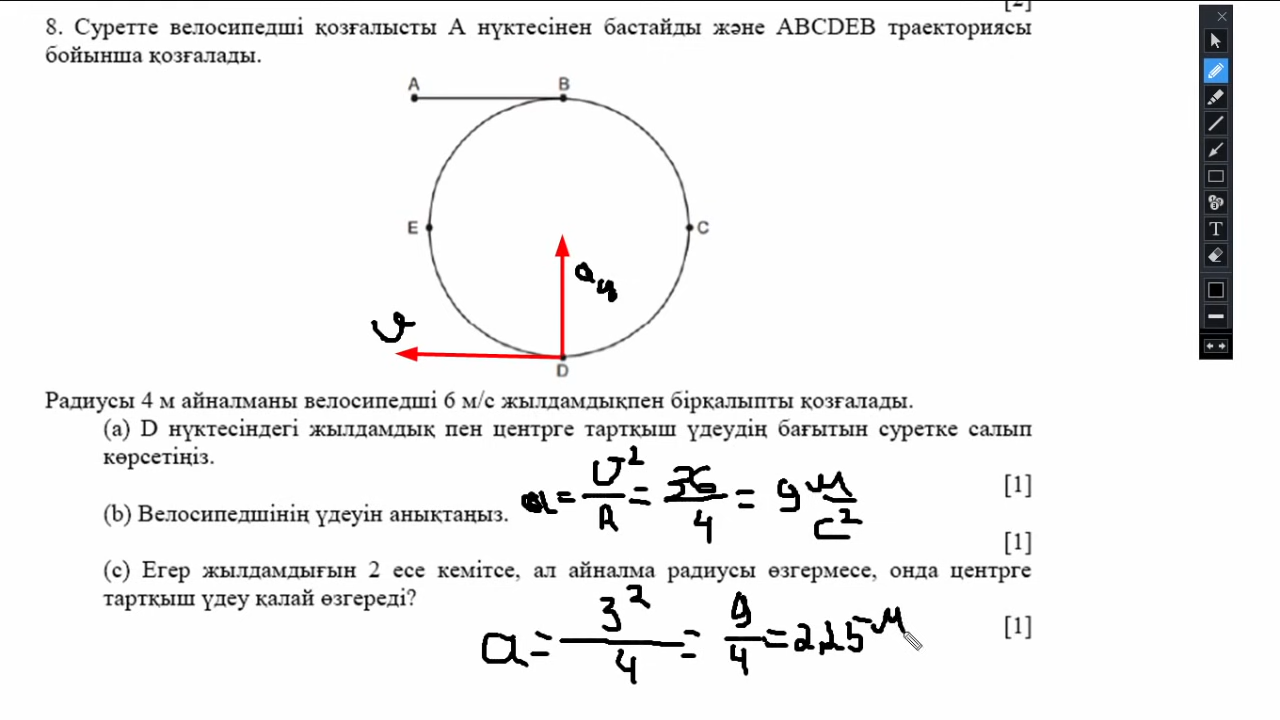 [2]
8. Суретте велосипедші қозғалысты А нүктесінен бастайды және ABCDEB траекториясы
бойынша қозғалады.
A B
E C
a ц
υ
D
Радиусы 4 м айналманы велосипедші 6 м/с жылдамдықпен бірқалыпты қозғалады.
(a) D нүктесіндегі жылдамдық пен центрге тартқыш үдеудің бағытын суретке салып
көрсетіңіз.
[1]
(b) Велосипедшінің үдеуін анықтаңыз.
a = υ²/R = 36/4 = 9 м/с²
[1]
(c) Егер жылдамдығын 2 есе кемітсе, ал айналма радиусы өзгермесе, онда центрге
тартқыш үдеу қалай өзгереді?
[1]
a = 3²/4 = 9/4 = 2,25 м
T